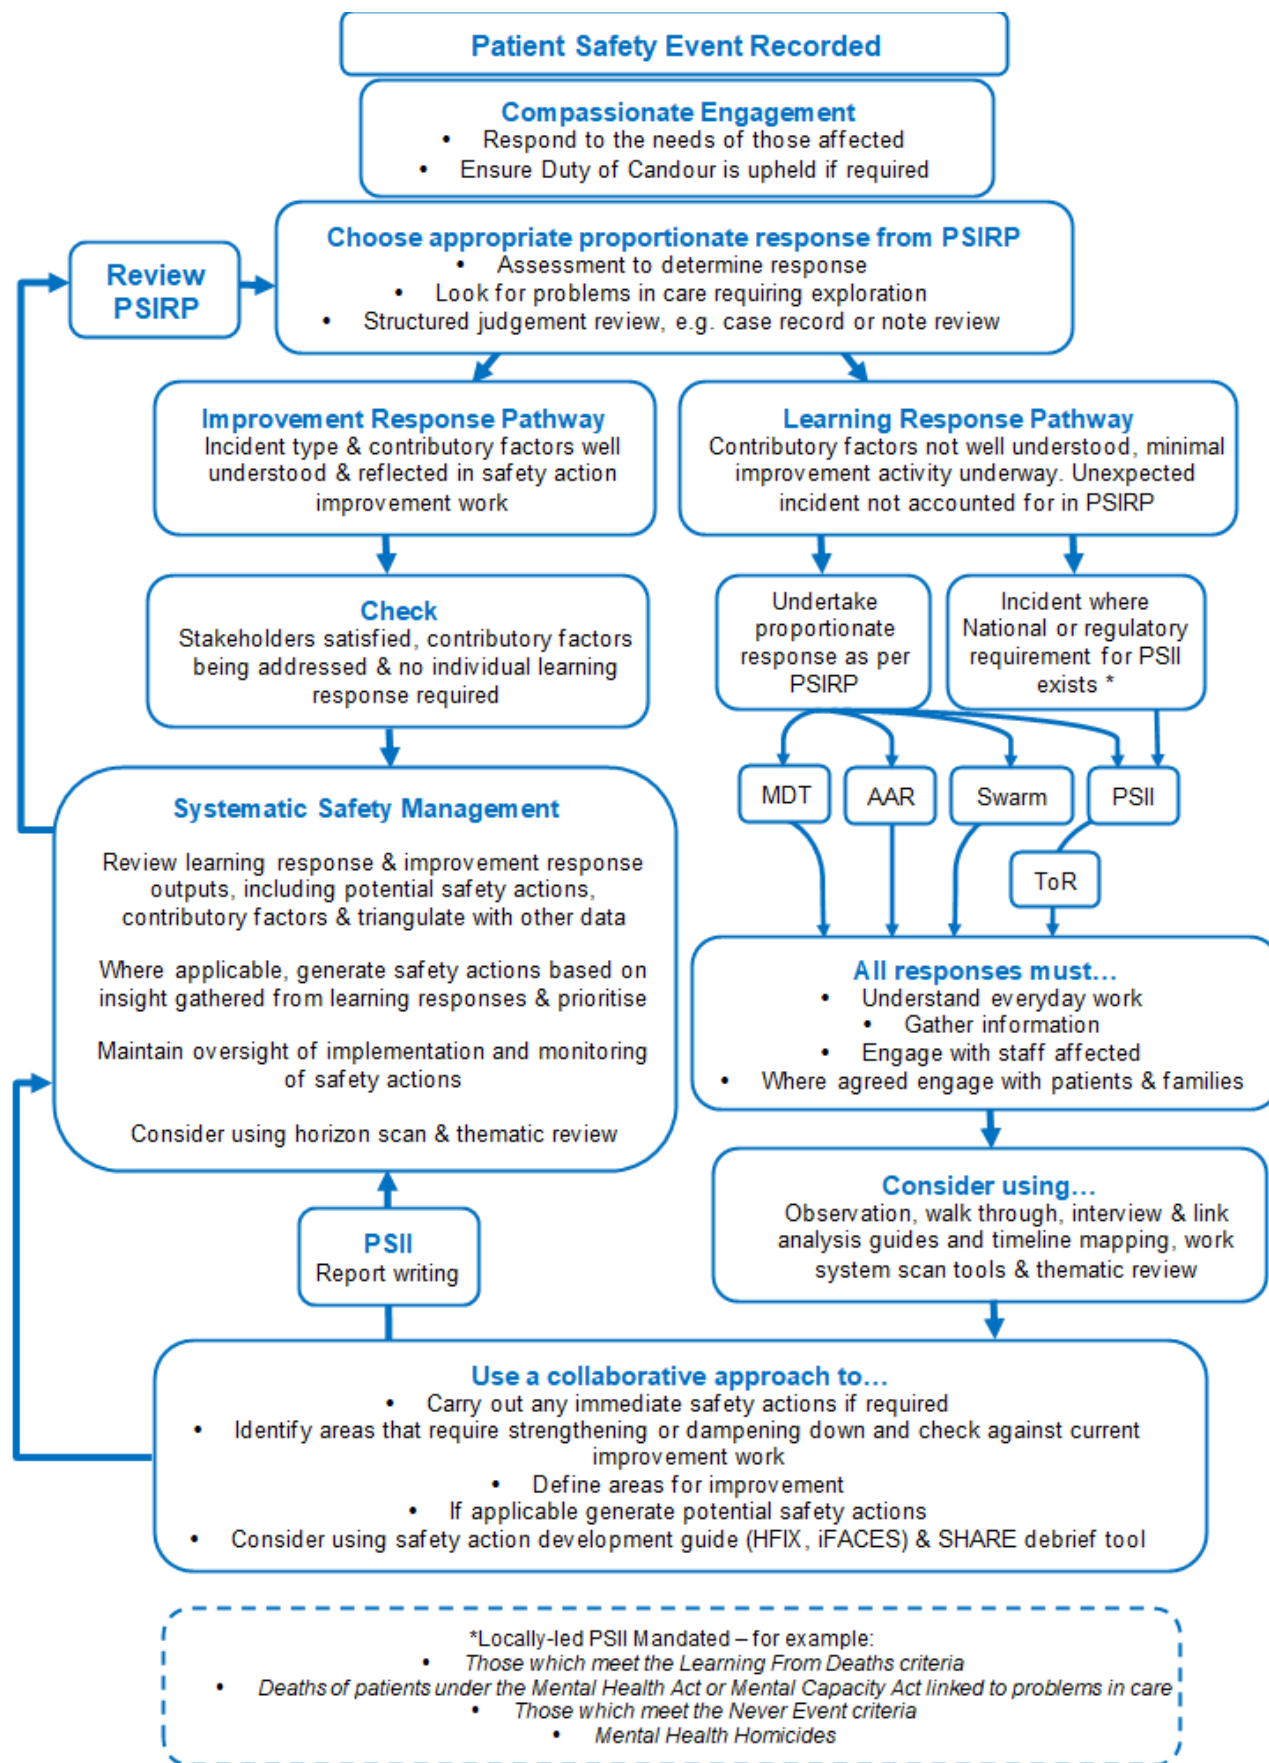 Patient Safety Event Recorded
Compassionate Engagement
• Respond to the needs of those affected
• Ensure Duty of Candour is upheld if required
Choose appropriate proportionate response from PSIRP
• Assessment to determine response
• Look for problems in care requiring exploration
• Structured judgement review, e.g. case record or note review
Review
PSIRP
Improvement Response Pathway
Incident type & contributory factors well
understood & reflected in safety action
improvement work
Learning Response Pathway
Contributory factors not well understood, minimal
improvement activity underway. Unexpected
incident not accounted for in PSIRP
Check
Stakeholders satisfied, contributory factors
being addressed & no individual learning
response required
Undertake
proportionate
response as per
PSIRP
Incident where
National or regulatory
requirement for PSII
exists *
MDT
AAR
Swarm
PSII
ToR
Systematic Safety Management
Review learning response & improvement response
outputs, including potential safety actions,
contributory factors & triangulate with other data
Where applicable, generate safety actions based on
insight gathered from learning responses & prioritise
Maintain oversight of implementation and monitoring
of safety actions
Consider using horizon scan & thematic review
All responses must…
• Understand everyday work
• Gather information
• Engage with staff affected
• Where agreed engage with patients & families
Consider using…
Observation, walk through, interview & link
analysis guides and timeline mapping, work
system scan tools & thematic review
PSII
Report writing
Use a collaborative approach to…
• Carry out any immediate safety actions if required
• Identify areas that require strengthening or dampening down and check against current
improvement work
• Define areas for improvement
• If applicable generate potential safety actions
• Consider using safety action development guide (HFIX, iFACES) & SHARE debrief tool
*Locally-led PSII Mandated – for example:
• Those which meet the Learning From Deaths criteria
• Deaths of patients under the Mental Health Act or Mental Capacity Act linked to problems in care
• Those which meet the Never Event criteria
• Mental Health Homicides